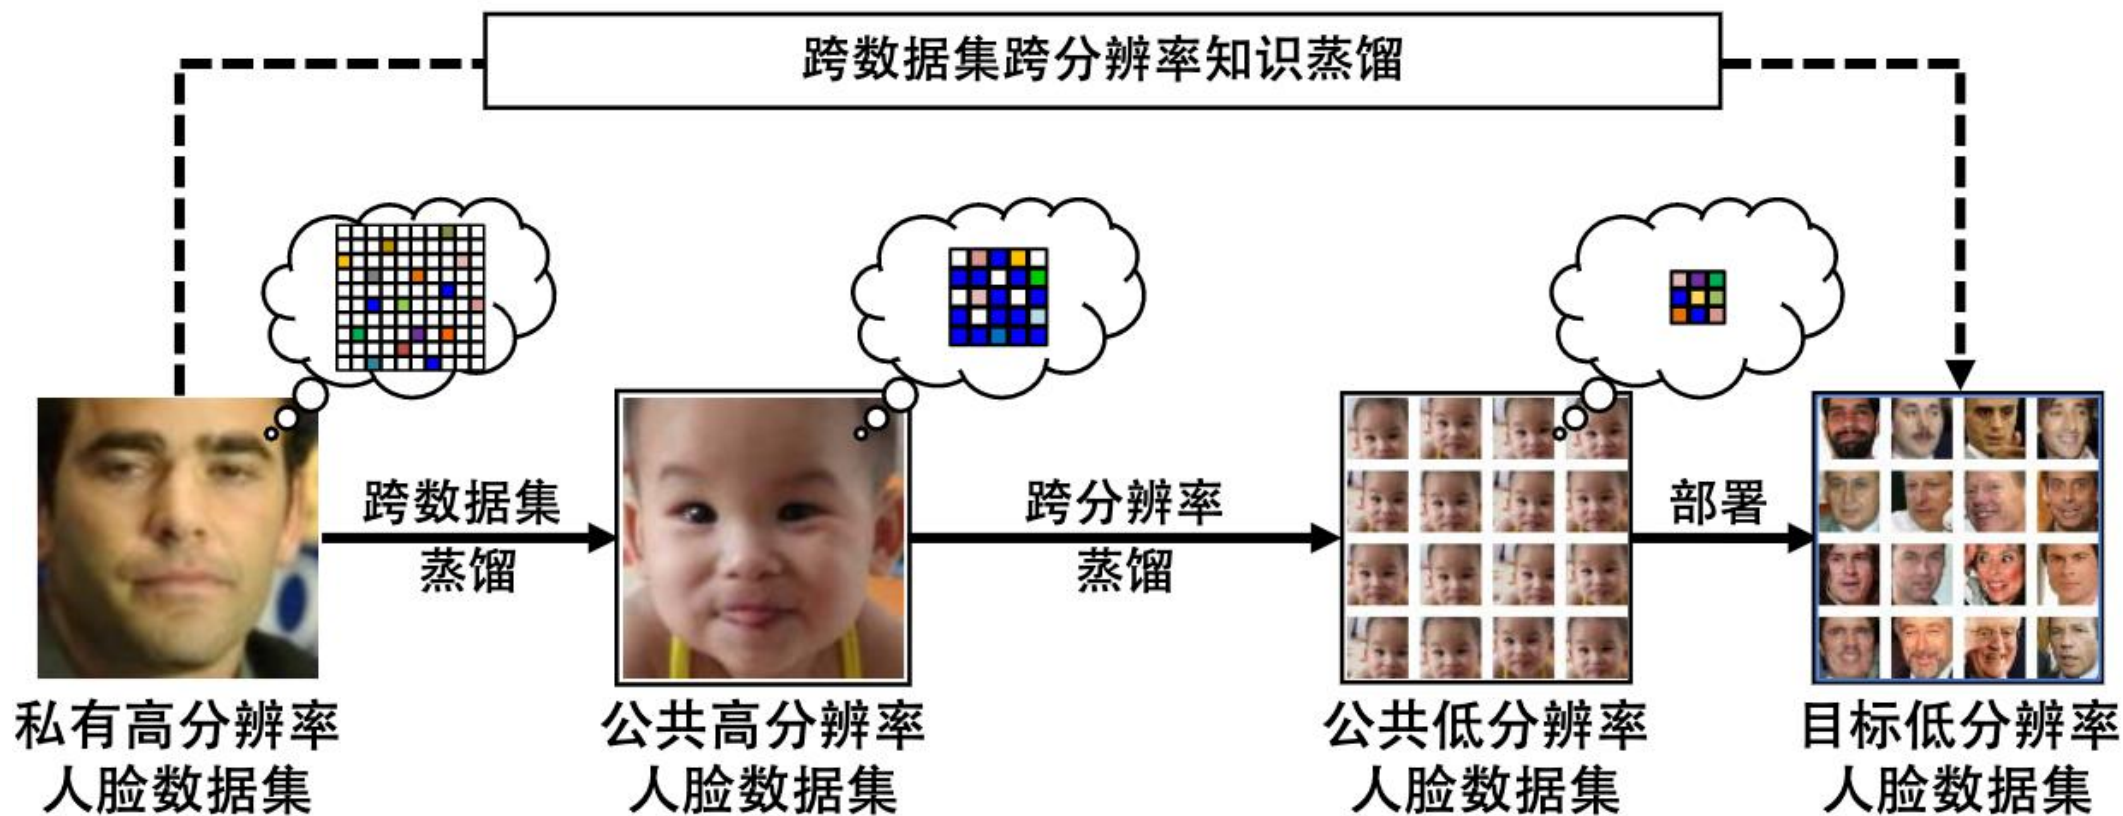 跨数据集跨分辨率知识蒸馏
跨数据集
蒸馏
跨分辨率
蒸馏
部署
私有高分辨率
人脸数据集
公共高分辨率
人脸数据集
公共低分辨率
人脸数据集
目标低分辨率
人脸数据集